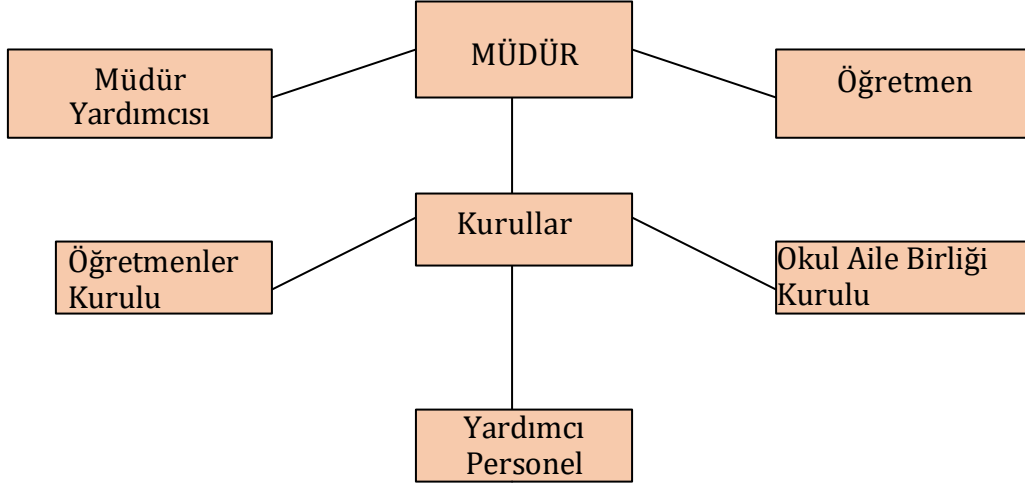 MÜDÜR
Müdür
Yardımcısı
Öğretmen
Kurullar
Öğretmenler
Kurulu
Okul Aile Birliği
Kurulu
Yardımcı
Personel